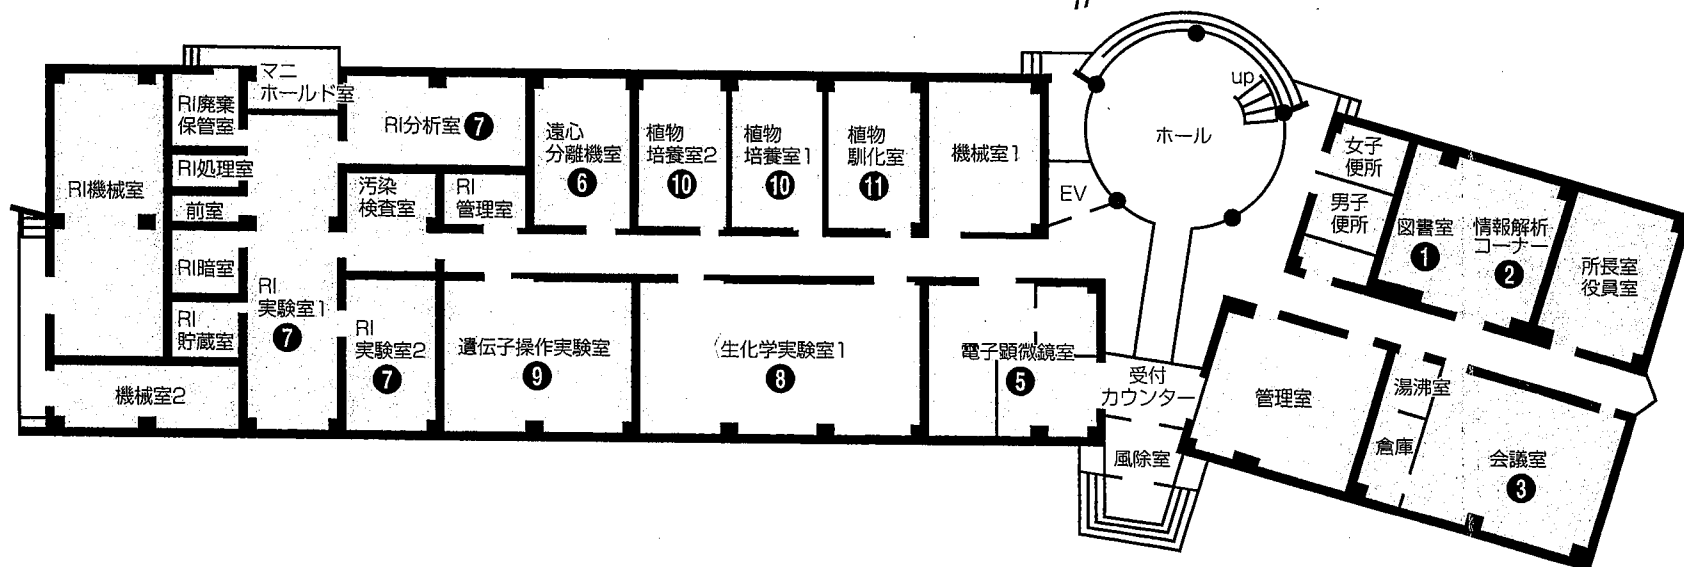 マニ
ホールド室
RI廃棄
保管室
RI処理室
前室
RI機械室
RI暗室
RI
貯蔵室
機械室2
RI
実験室1
7
RI分析室 7
汚染
検査室
RI
管理室
RI
実験室2
7
遠心
分離機室
6
植物
培養室2
10
植物
培養室1
10
植物
馴化室
11
機械室1
遺伝子操作実験室
9
生化学実験室1
8
電子顕微鏡室
5
EV
ホール
up
受付
カウンター
風除室
女子
便所
男子
便所
図書室
1
情報解析
コーナー
2
所長室
役員室
管理室
湯沸室
倉庫
会議室
3